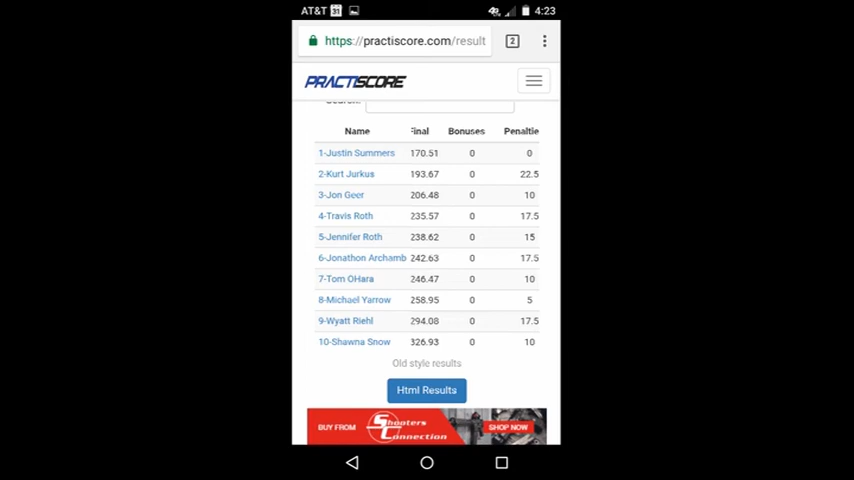 AT&T 31 4:23
https://practiscore.com/result 2
PRACTISCORE
Search:
Name Final Bonuses Penaltie
1-Justin Summers 170.51 0 0
2-Kurt Jurkus 193.67 0 22.5
3-Jon Geer 206.48 0 10
4-Travis Roth 235.57 0 17.5
5-Jennifer Roth 238.62 0 15
6-Jonathon Archamb 242.63 0 17.5
7-Tom OHara 246.47 0 10
8-Michael Yarrow 258.95 0 5
9-Wyatt Riehl 294.08 0 17.5
10-Shawna Snow 326.93 0 10
Old style results
Html Results
BUY FROM Shooters Connection SHOP NOW